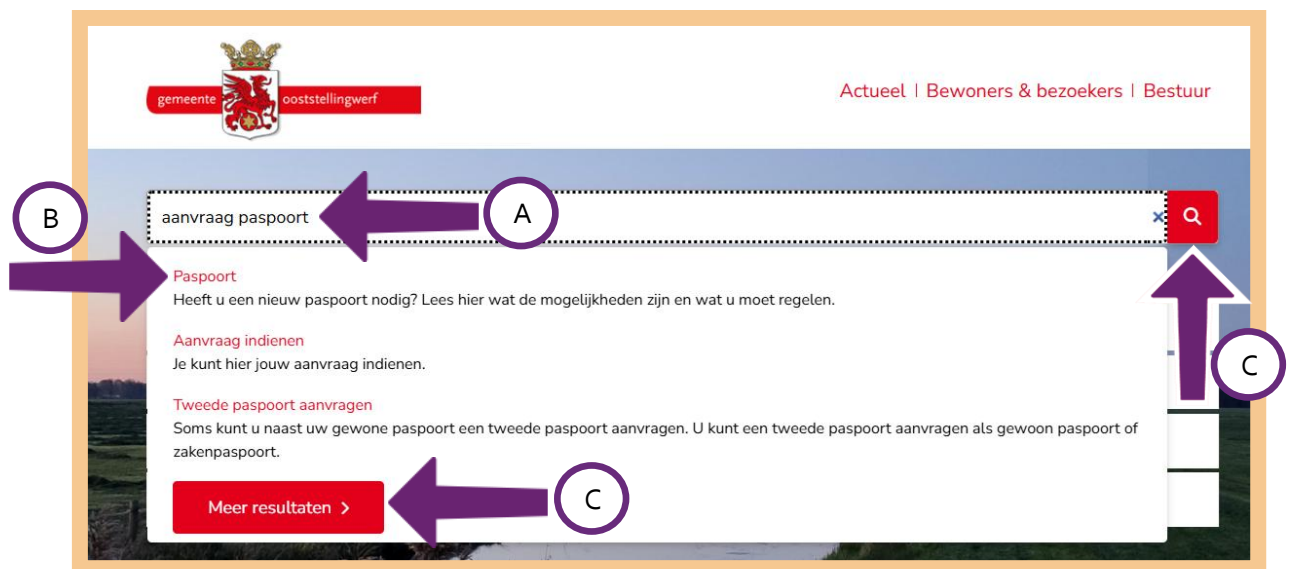 gemeente ooststellingwerf
Actueel | Bewoners & bezoekers | Bestuur
B
aanvraag paspoort
A
×
Paspoort
Heeft u een nieuw paspoort nodig? Lees hier wat de mogelijkheden zijn en wat u moet regelen.
Aanvraag indienen
Je kunt hier jouw aanvraag indienen.
C
Tweede paspoort aanvragen
Soms kunt u naast uw gewone paspoort een tweede paspoort aanvragen. U kunt een tweede paspoort aanvragen als gewoon paspoort of
zakenpaspoort.
Meer resultaten >
C